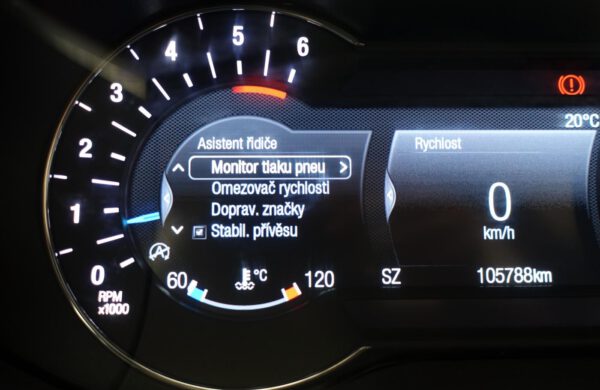 6
5
4
3
2
1
0
RPM
x1000
20°C
Asistent řidiče
Monitor tlaku pneu
Omezovač rychlosti
Doprav. značky
Stabil. přívěsu
Rychlost
0
km/h
60
°C
120
SZ
105788km